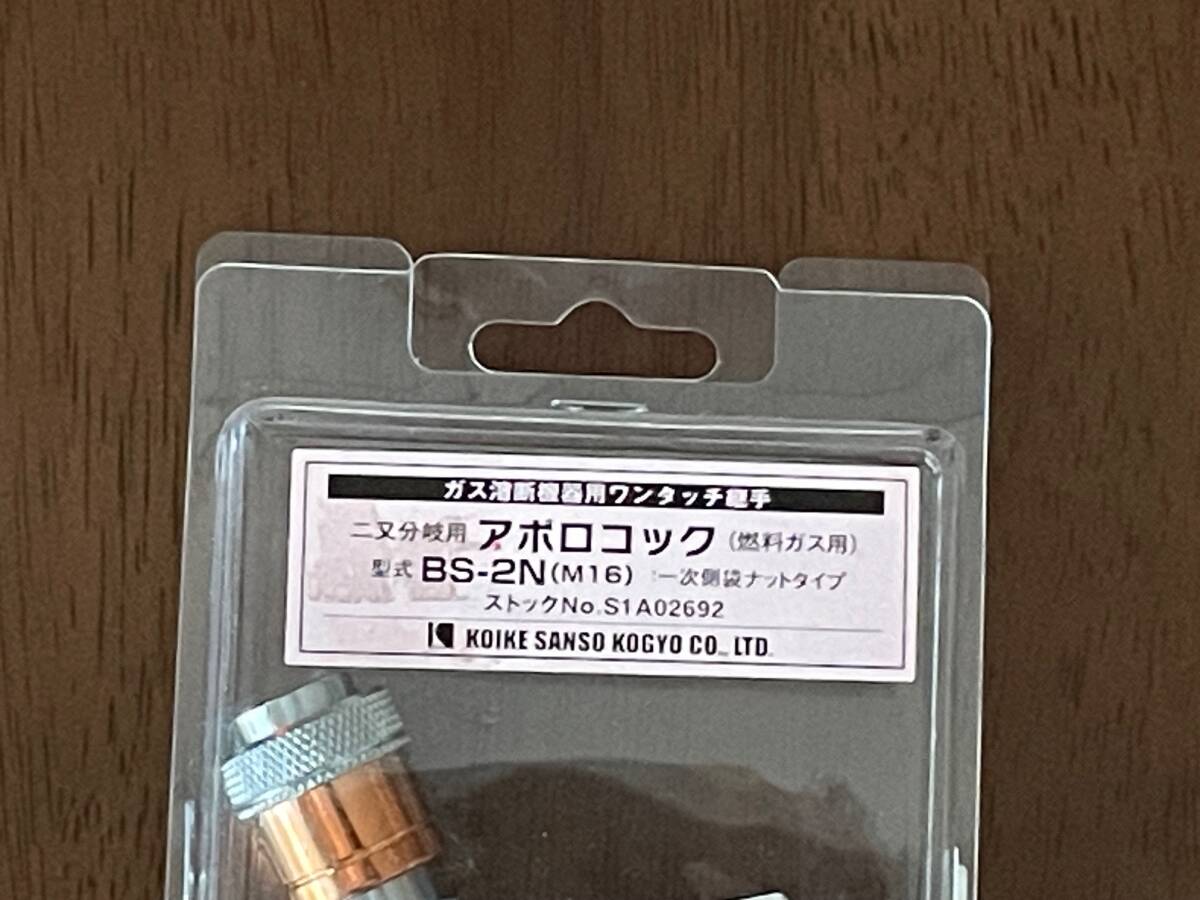 ガス溶断機器用ワンタッチ継手
二又分岐用 アポロコック (燃料ガス用)
型式 BS-2N(M16) :一次側袋ナットタイプ
ストックNo.S1A02692
KOIKE SANSO KOGYO CO., LTD.